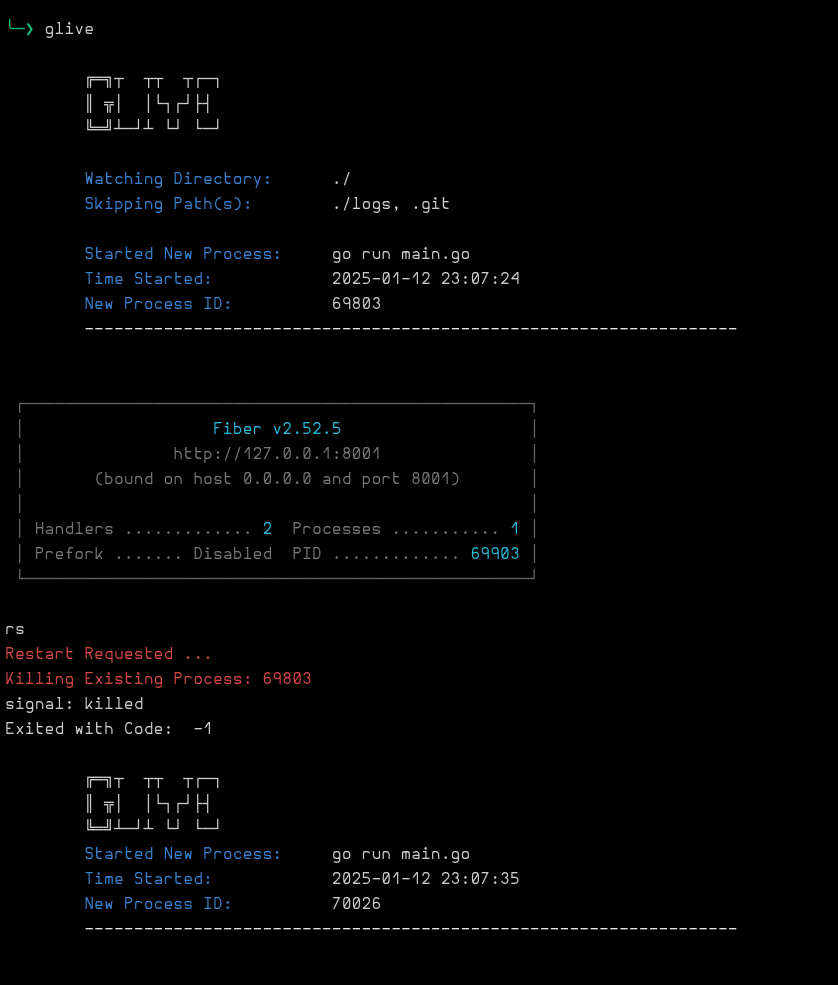 ╰─❯ glive
╔═╗┬  ┬┬  ┬┌─┐
║ ╦│  │└┐┌┘├┤
╚═╝┴─┘┴ └┘ └─┘
Watching Directory: ./
Skipping Path(s): ./logs, .git
Started New Process: go run main.go
Time Started: 2025-01-12 23:07:24
New Process ID: 69803
------------------------------------------------------------------
Fiber v2.52.5
http://127.0.0.1:8001
(bound on host 0.0.0.0 and port 8001)
Handlers ............. 2  Processes ........... 1
Prefork ....... Disabled  PID ............. 69903
rs
Restart Requested ...
Killing Existing Process: 69803
signal: killed
Exited with Code:  -1
╔═╗┬  ┬┬  ┬┌─┐
║ ╦│  │└┐┌┘├┤
╚═╝┴─┘┴ └┘ └─┘
Started New Process: go run main.go
Time Started: 2025-01-12 23:07:35
New Process ID: 70026
------------------------------------------------------------------